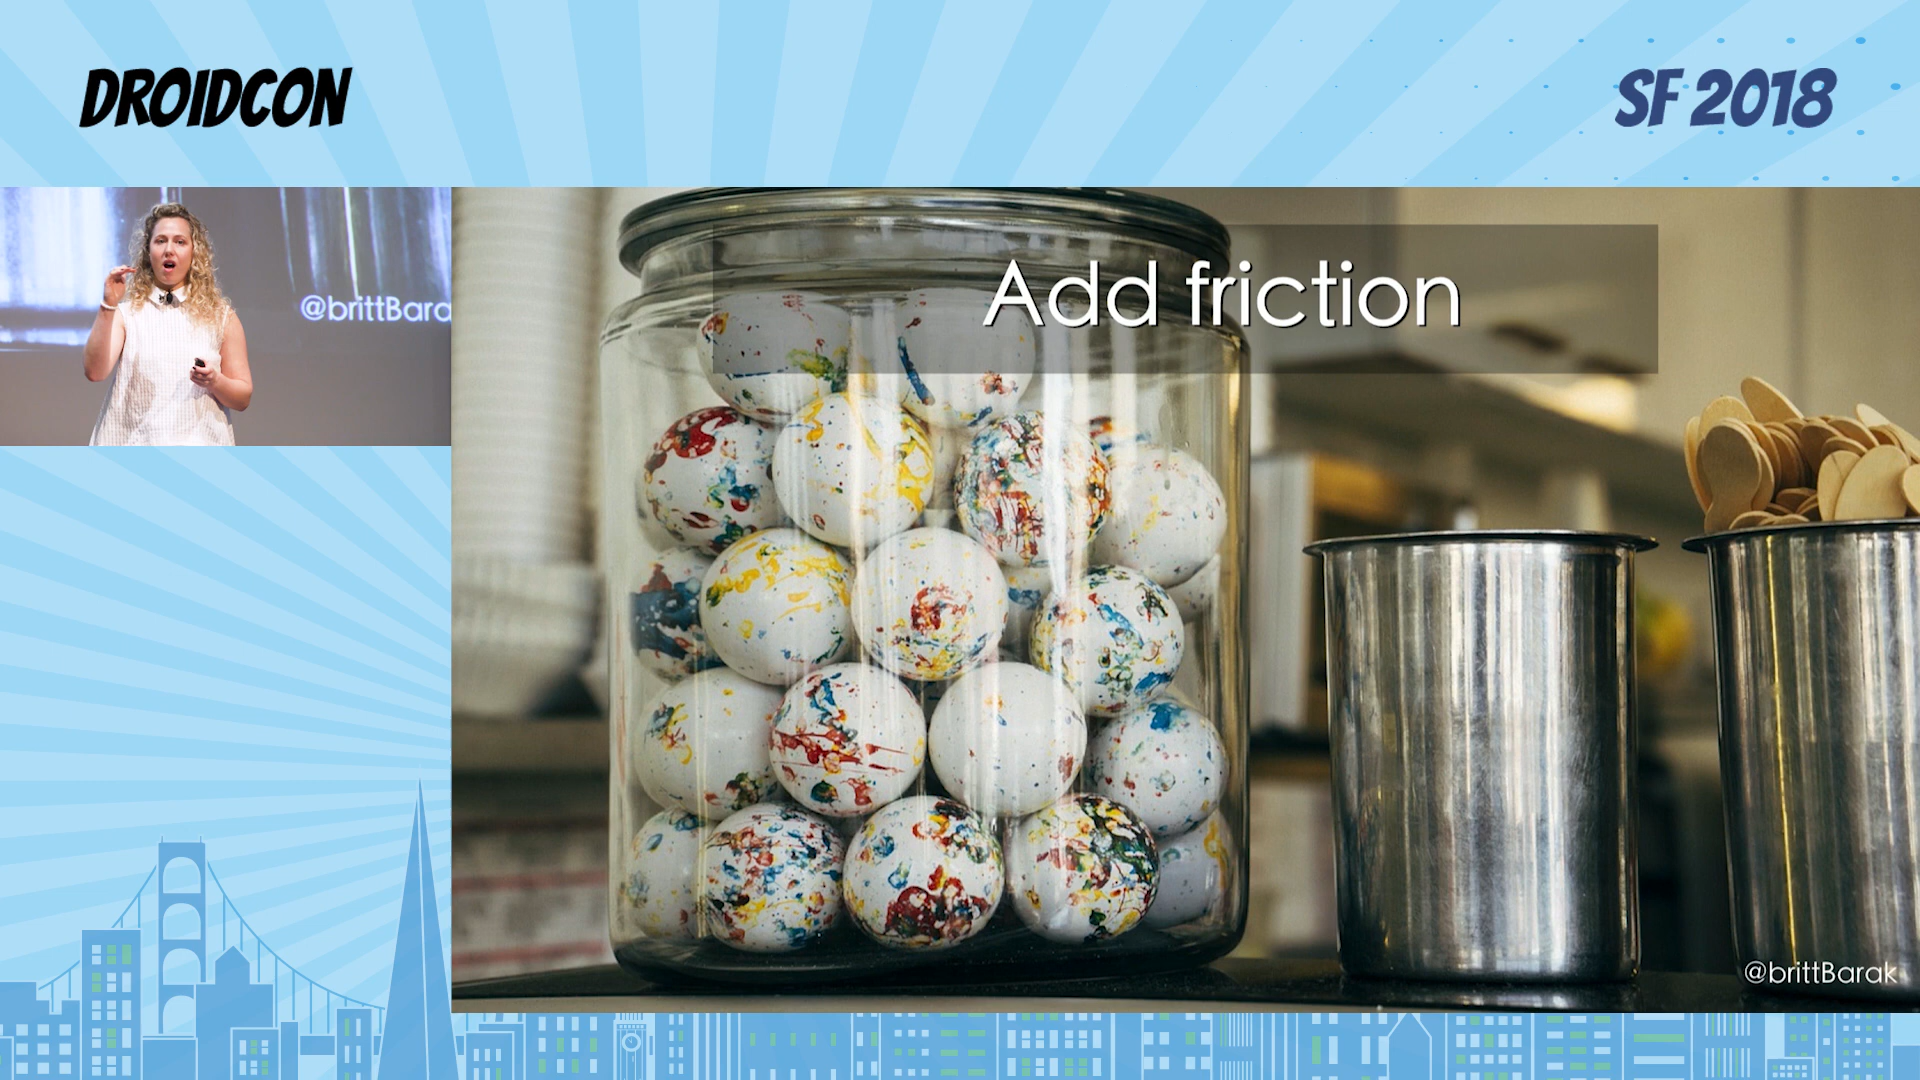 DROIDCON
SF 2018
@brittBara
Add friction
@brittBarak